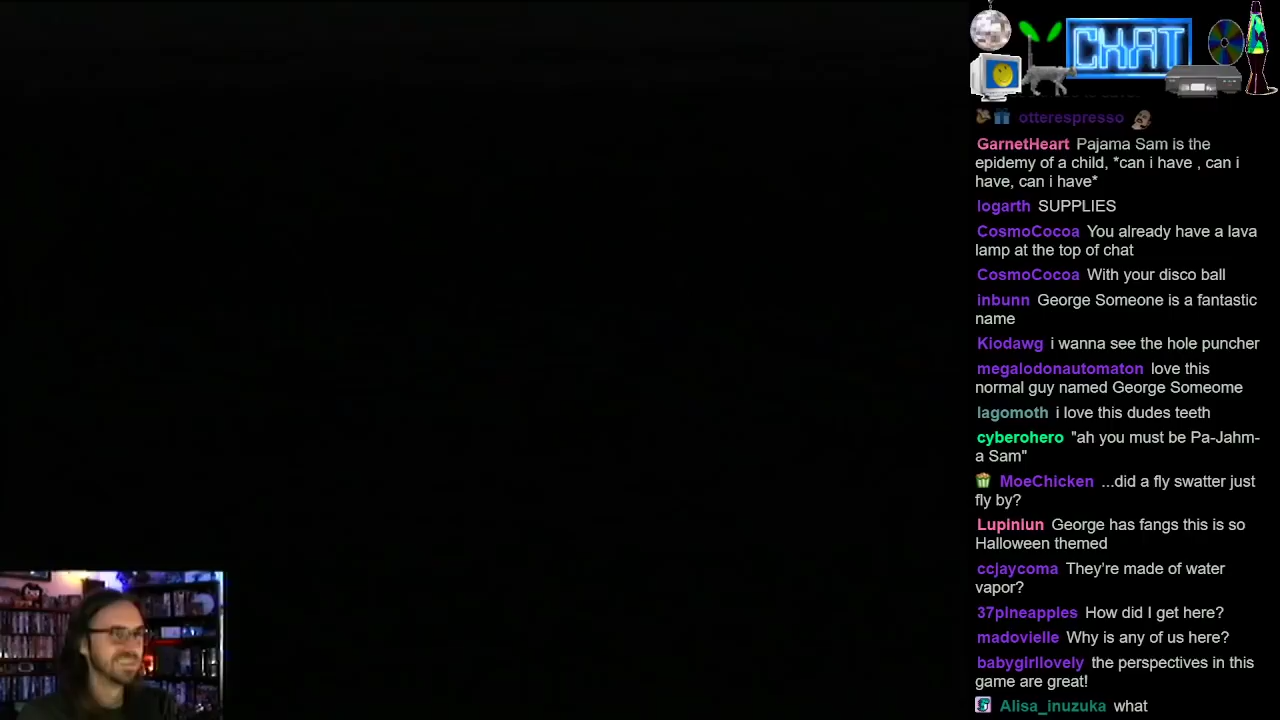 CHAT
otterespresso
GarnetHeart Pajama Sam is the
epidemy of a child, *can i have , can i
have, can i have*
logarth SUPPLIES
CosmoCocoa You already have a lava
lamp at the top of chat
CosmoCocoa With your disco ball
inbunn George Someone is a fantastic
name
Kiodawg i wanna see the hole puncher
megalodonautomaton love this
normal guy named George Someome
lagomoth i love this dudes teeth
cyberohero "ah you must be Pa-Jahm-
a Sam"
MoeChicken ...did a fly swatter just
fly by?
Lupinlun George has fangs this is so
Halloween themed
ccjaycoma They're made of water
vapor?
37pineapples How did I get here?
madovielle Why is any of us here?
babygirllovely the perspectives in this
game are great!
Alisa_inuzuka what